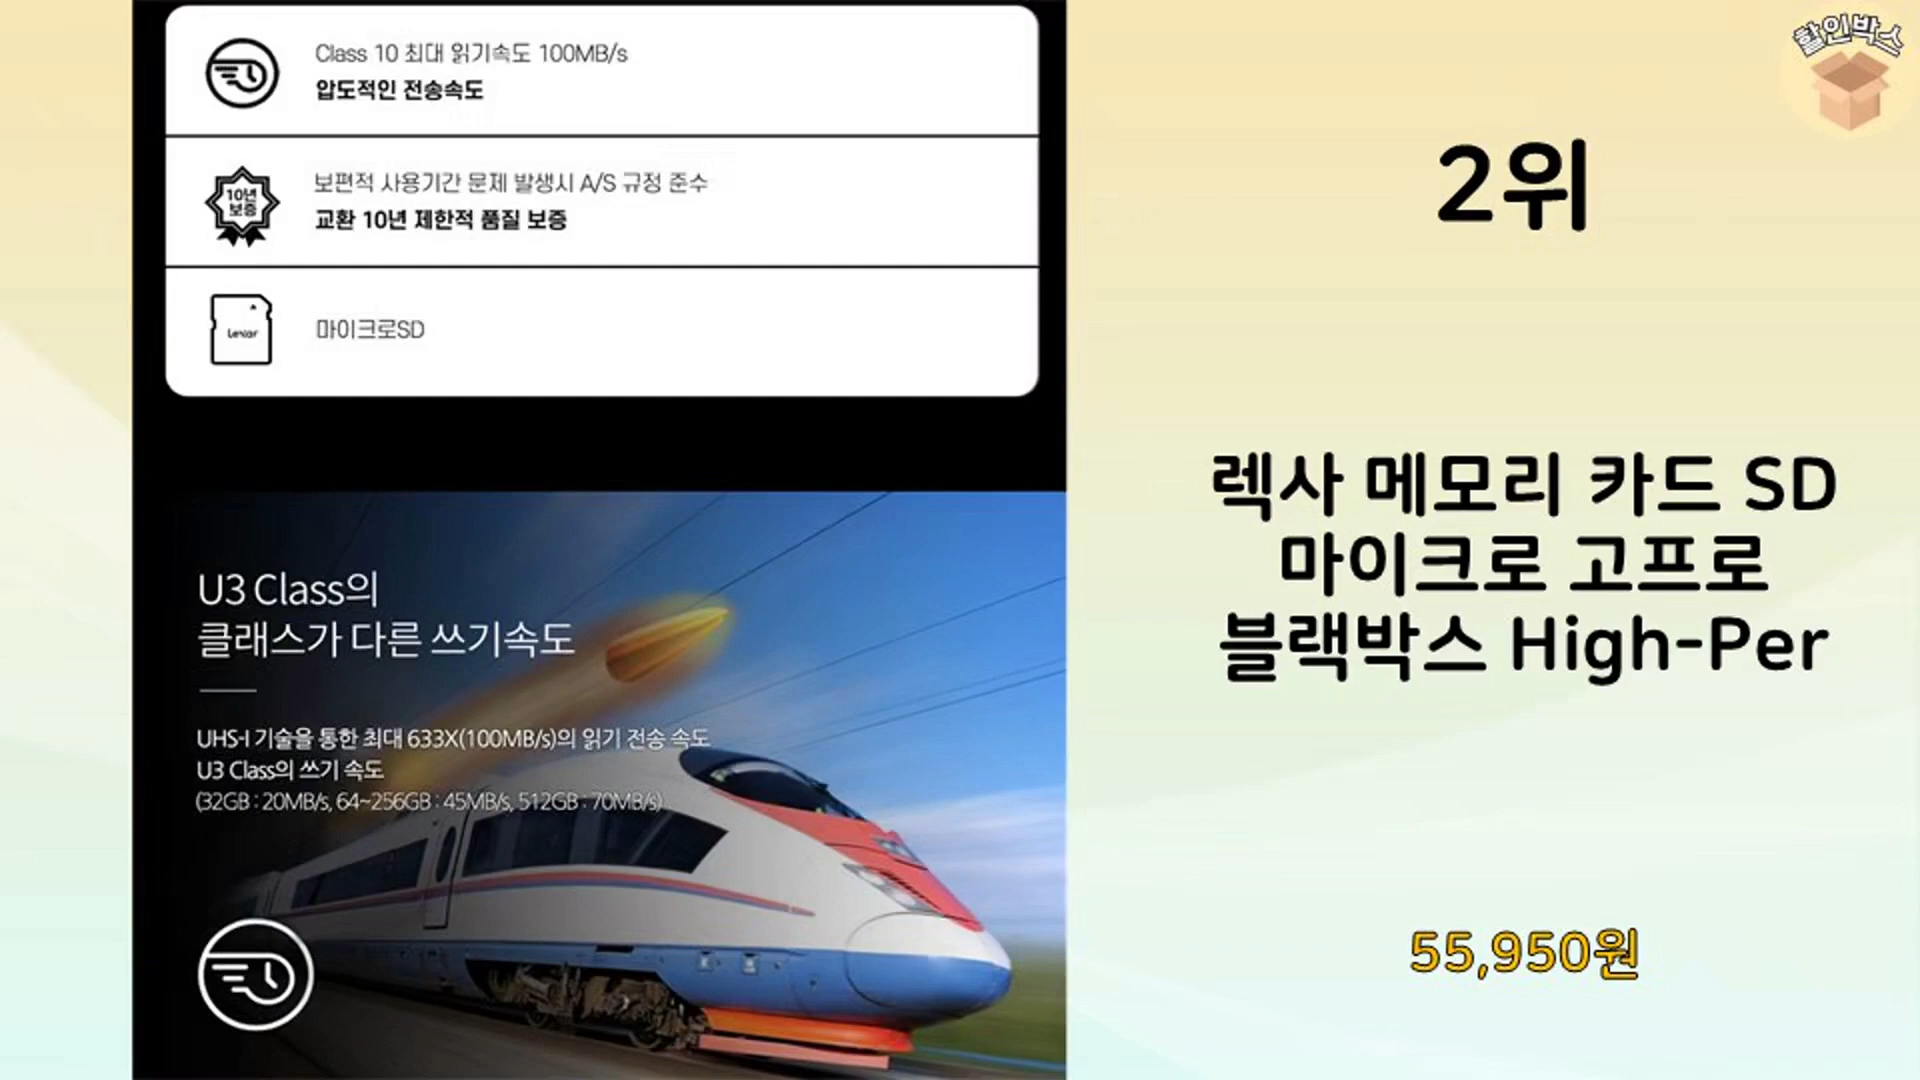 Class 10 최대 읽기속도 100MB/s
압도적인 전송속도
10년
보증
보편적 사용기간 문제 발생시 A/S 규정 준수
교환 10년 제한적 품질 보증
Lexar
마이크로SD
U3 Class의
클래스가 다른 쓰기속도
UHS-I 기술을 통한 최대 633X(100MB/s)의 읽기 전송 속도
U3 Class의 쓰기 속도
(32GB : 20MB/s, 64~256GB : 45MB/s, 512GB : 70MB/s)
할인박스
2위
렉사 메모리 카드 SD
마이크로 고프로
블랙박스 High-Per
55,950원